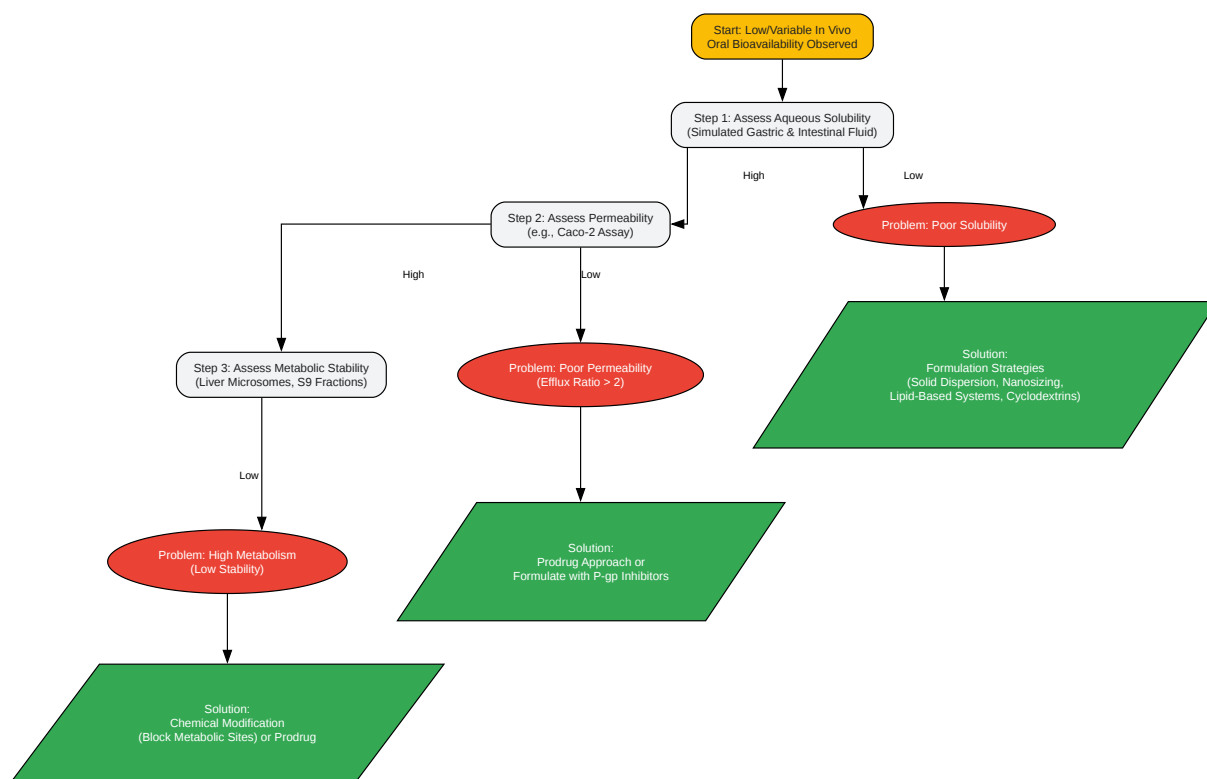 Start: Low/Variable In Vivo
Oral Bioavailability Observed
Step 1: Assess Aqueous Solubility
(Simulated Gastric & Intestinal Fluid)
High
Low
Step 2: Assess Permeability
(e.g., Caco-2 Assay)
Problem: Poor Solubility
High
Low
Step 3: Assess Metabolic Stability
(Liver Microsomes, S9 Fractions)
Problem: Poor Permeability
(Efflux Ratio > 2)
Solution:
Formulation Strategies
(Solid Dispersion, Nanosizing,
Lipid-Based Systems, Cyclodextrins)
Low
Problem: High Metabolism
(Low Stability)
Solution:
Prodrug Approach or
Formulate with P-gp Inhibitors
Solution:
Chemical Modification
(Block Metabolic Sites) or Prodrug